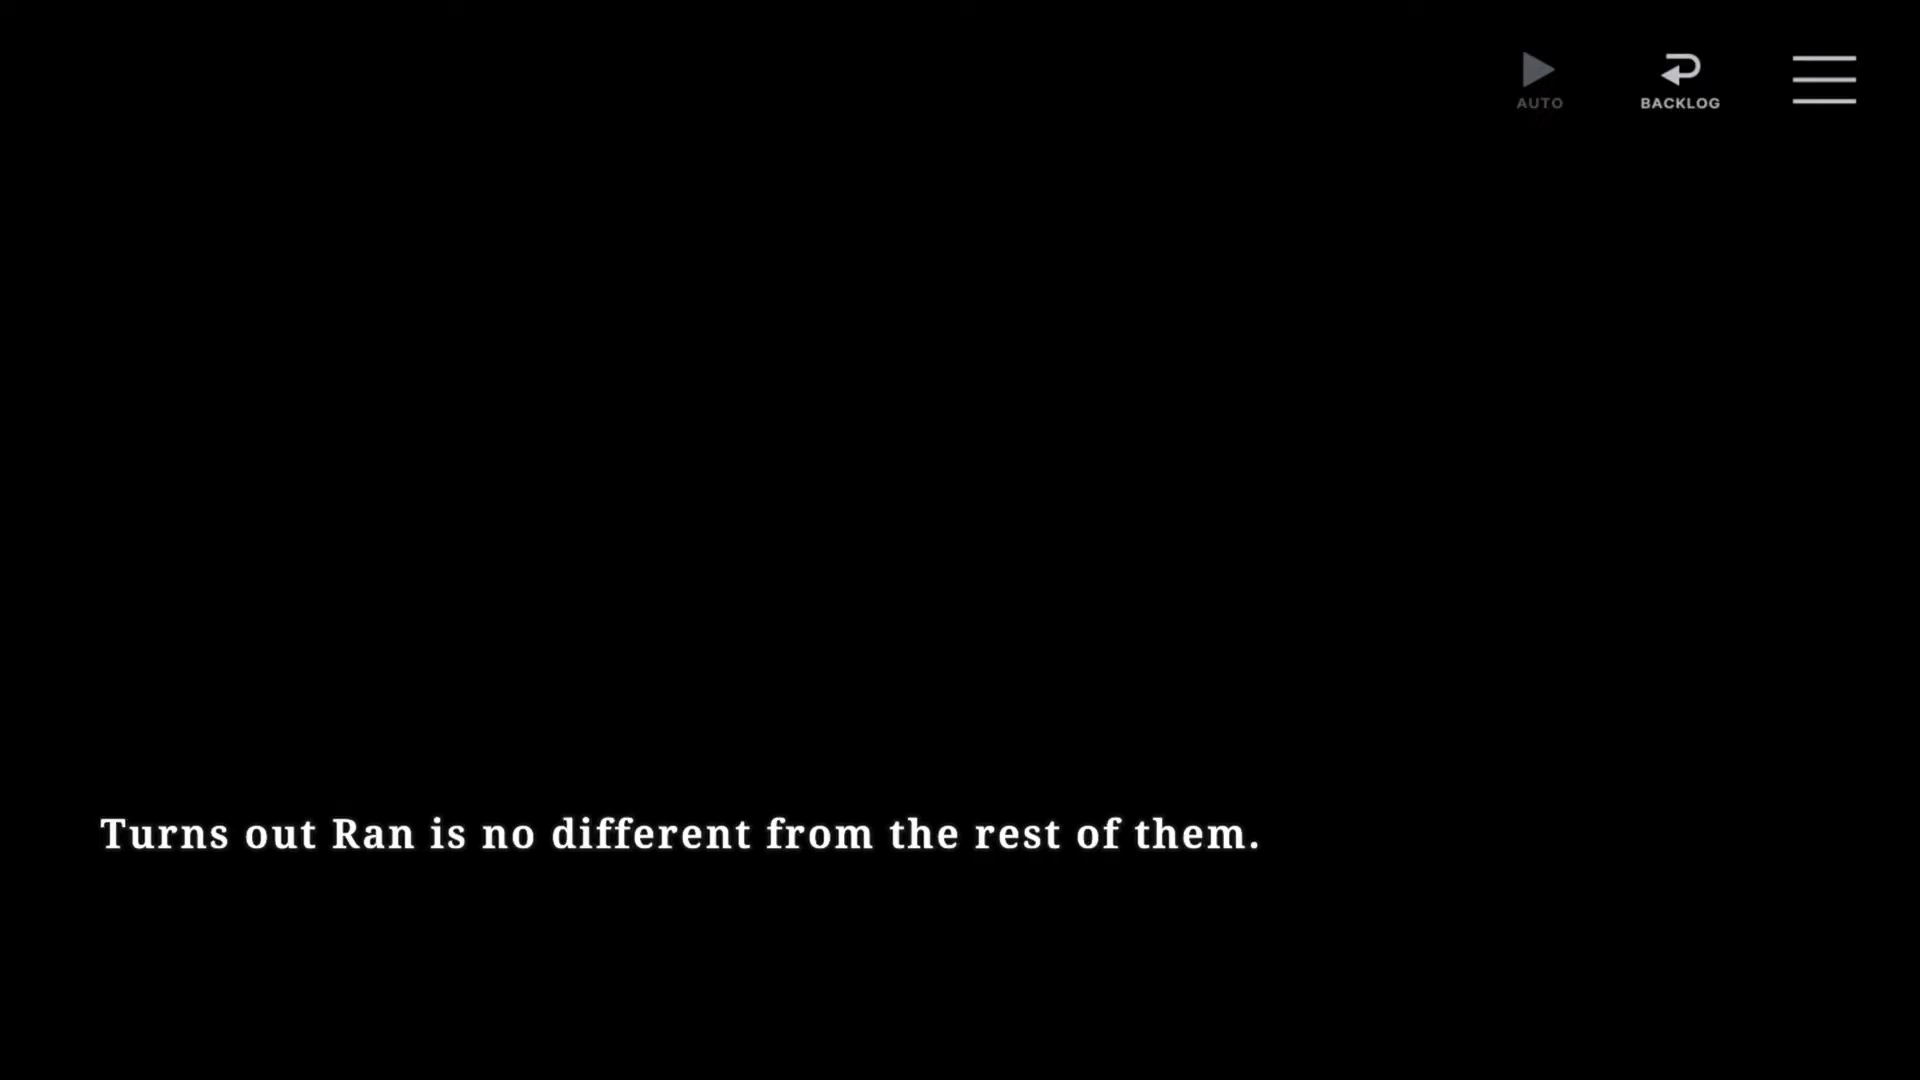 AUTO
BACKLOG
Turns out Ran is no different from the rest of them.